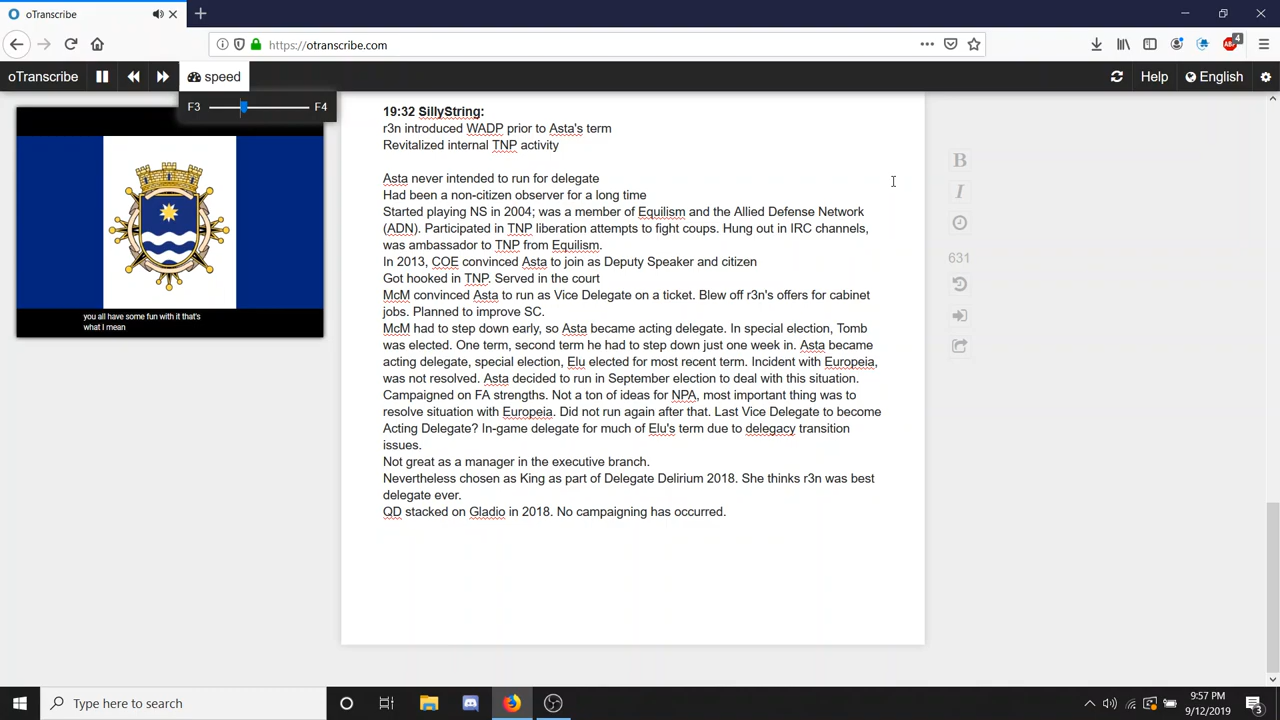 oTranscribe
https://otranscribe.com
4
oTranscribe
speed
Help
English
F3
F4
you all have some fun with it that's
what I mean
19:32 SillyString:
r3n introduced WADP prior to Asta's term
Revitalized internal TNP activity
Asta never intended to run for delegate
Had been a non-citizen observer for a long time
Started playing NS in 2004; was a member of Equilism and the Allied Defense Network
(ADN). Participated in TNP liberation attempts to fight coups. Hung out in IRC channels,
was ambassador to TNP from Equilism.
In 2013, COE convinced Asta to join as Deputy Speaker and citizen
Got hooked in TNP. Served in the court
McM convinced Asta to run as Vice Delegate on a ticket. Blew off r3n's offers for cabinet
jobs. Planned to improve SC.
McM had to step down early, so Asta became acting delegate. In special election, Tomb
was elected. One term, second term he had to step down just one week in. Asta became
acting delegate, special election, Elu elected for most recent term. Incident with Europeia,
was not resolved. Asta decided to run in September election to deal with this situation.
Campaigned on FA strengths. Not a ton of ideas for NPA, most important thing was to
resolve situation with Europeia. Did not run again after that. Last Vice Delegate to become
Acting Delegate? In-game delegate for much of Elu's term due to delegacy transition
issues.
Not great as a manager in the executive branch.
Nevertheless chosen as King as part of Delegate Delirium 2018. She thinks r3n was best
delegate ever.
QD stacked on Gladio in 2018. No campaigning has occurred.
B
I
631
Type here to search
9:57 PM
9/12/2019
3